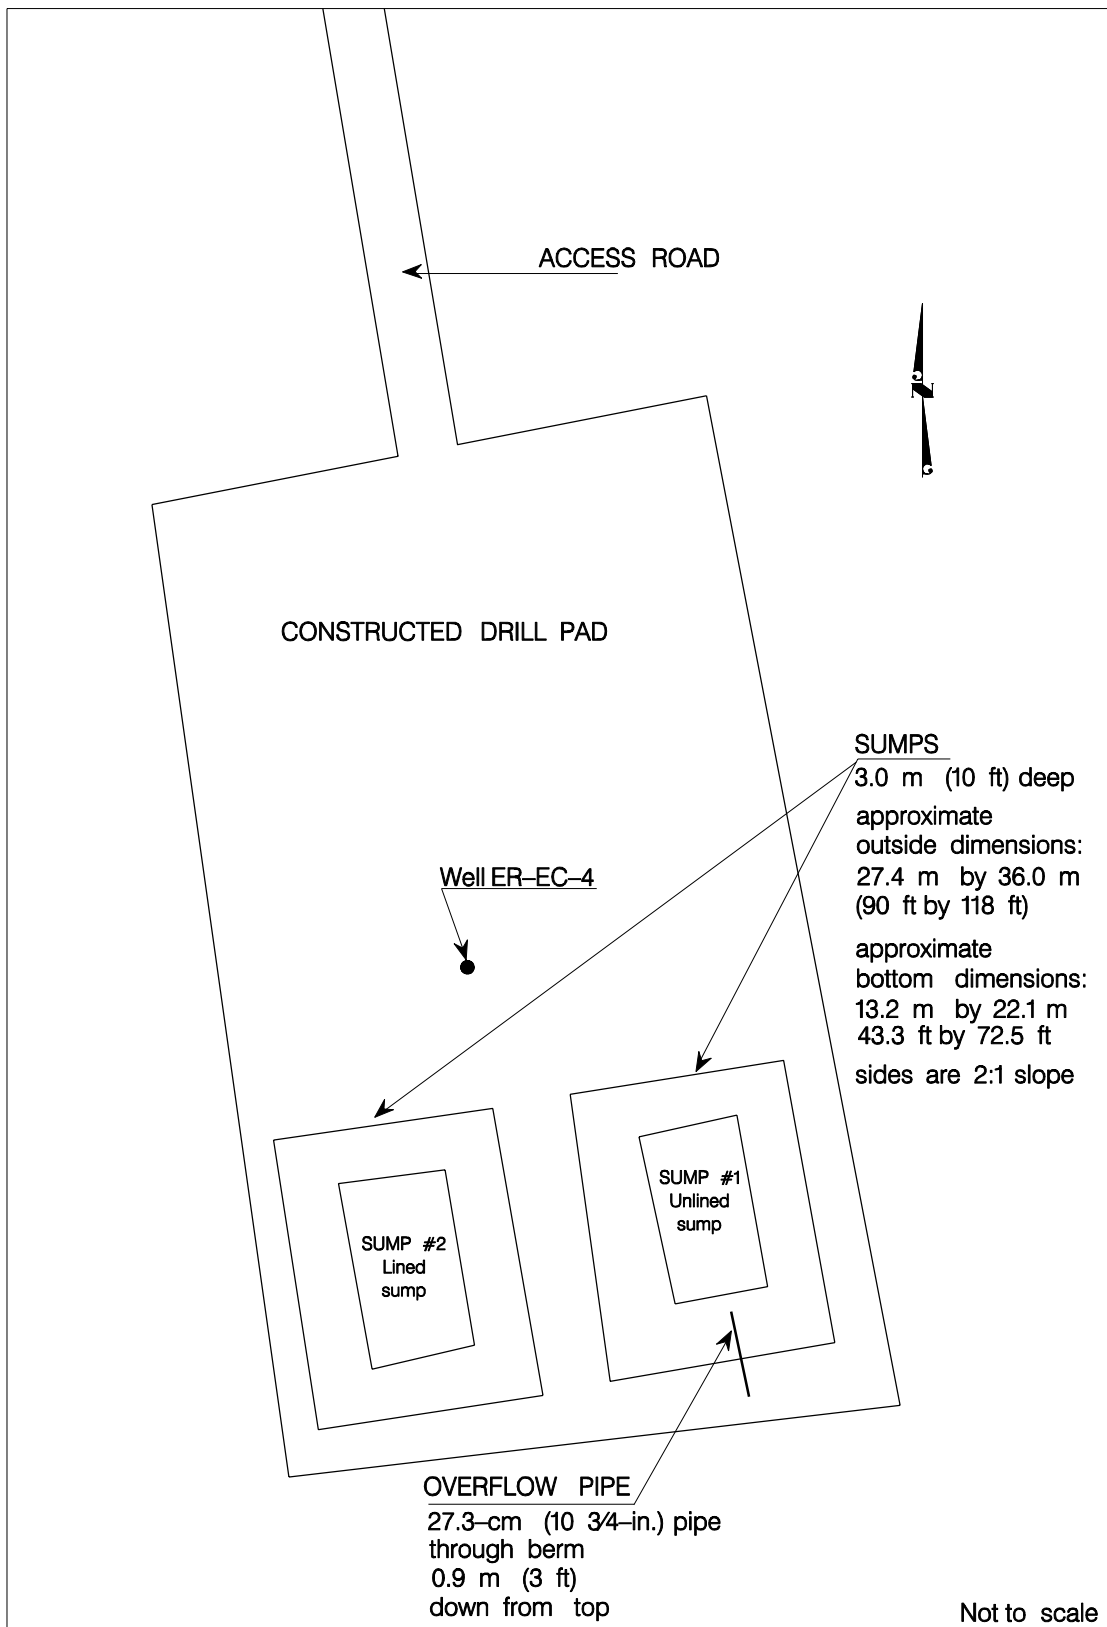 ACCESS ROAD
N
CONSTRUCTED DRILL PAD
SUMPS
3.0 m (10 ft) deep
approximate
outside dimensions:
27.4 m by 36.0 m
(90 ft by 118 ft)
approximate
bottom dimensions:
13.2 m by 22.1 m
43.3 ft by 72.5 ft
sides are 2:1 slope
Well ER–EC–4
SUMP #1
Unlined
sump
SUMP #2
Lined
sump
OVERFLOW PIPE
27.3–cm (10 3/4–in.) pipe
through berm
0.9 m (3 ft)
down from top
Not to scale